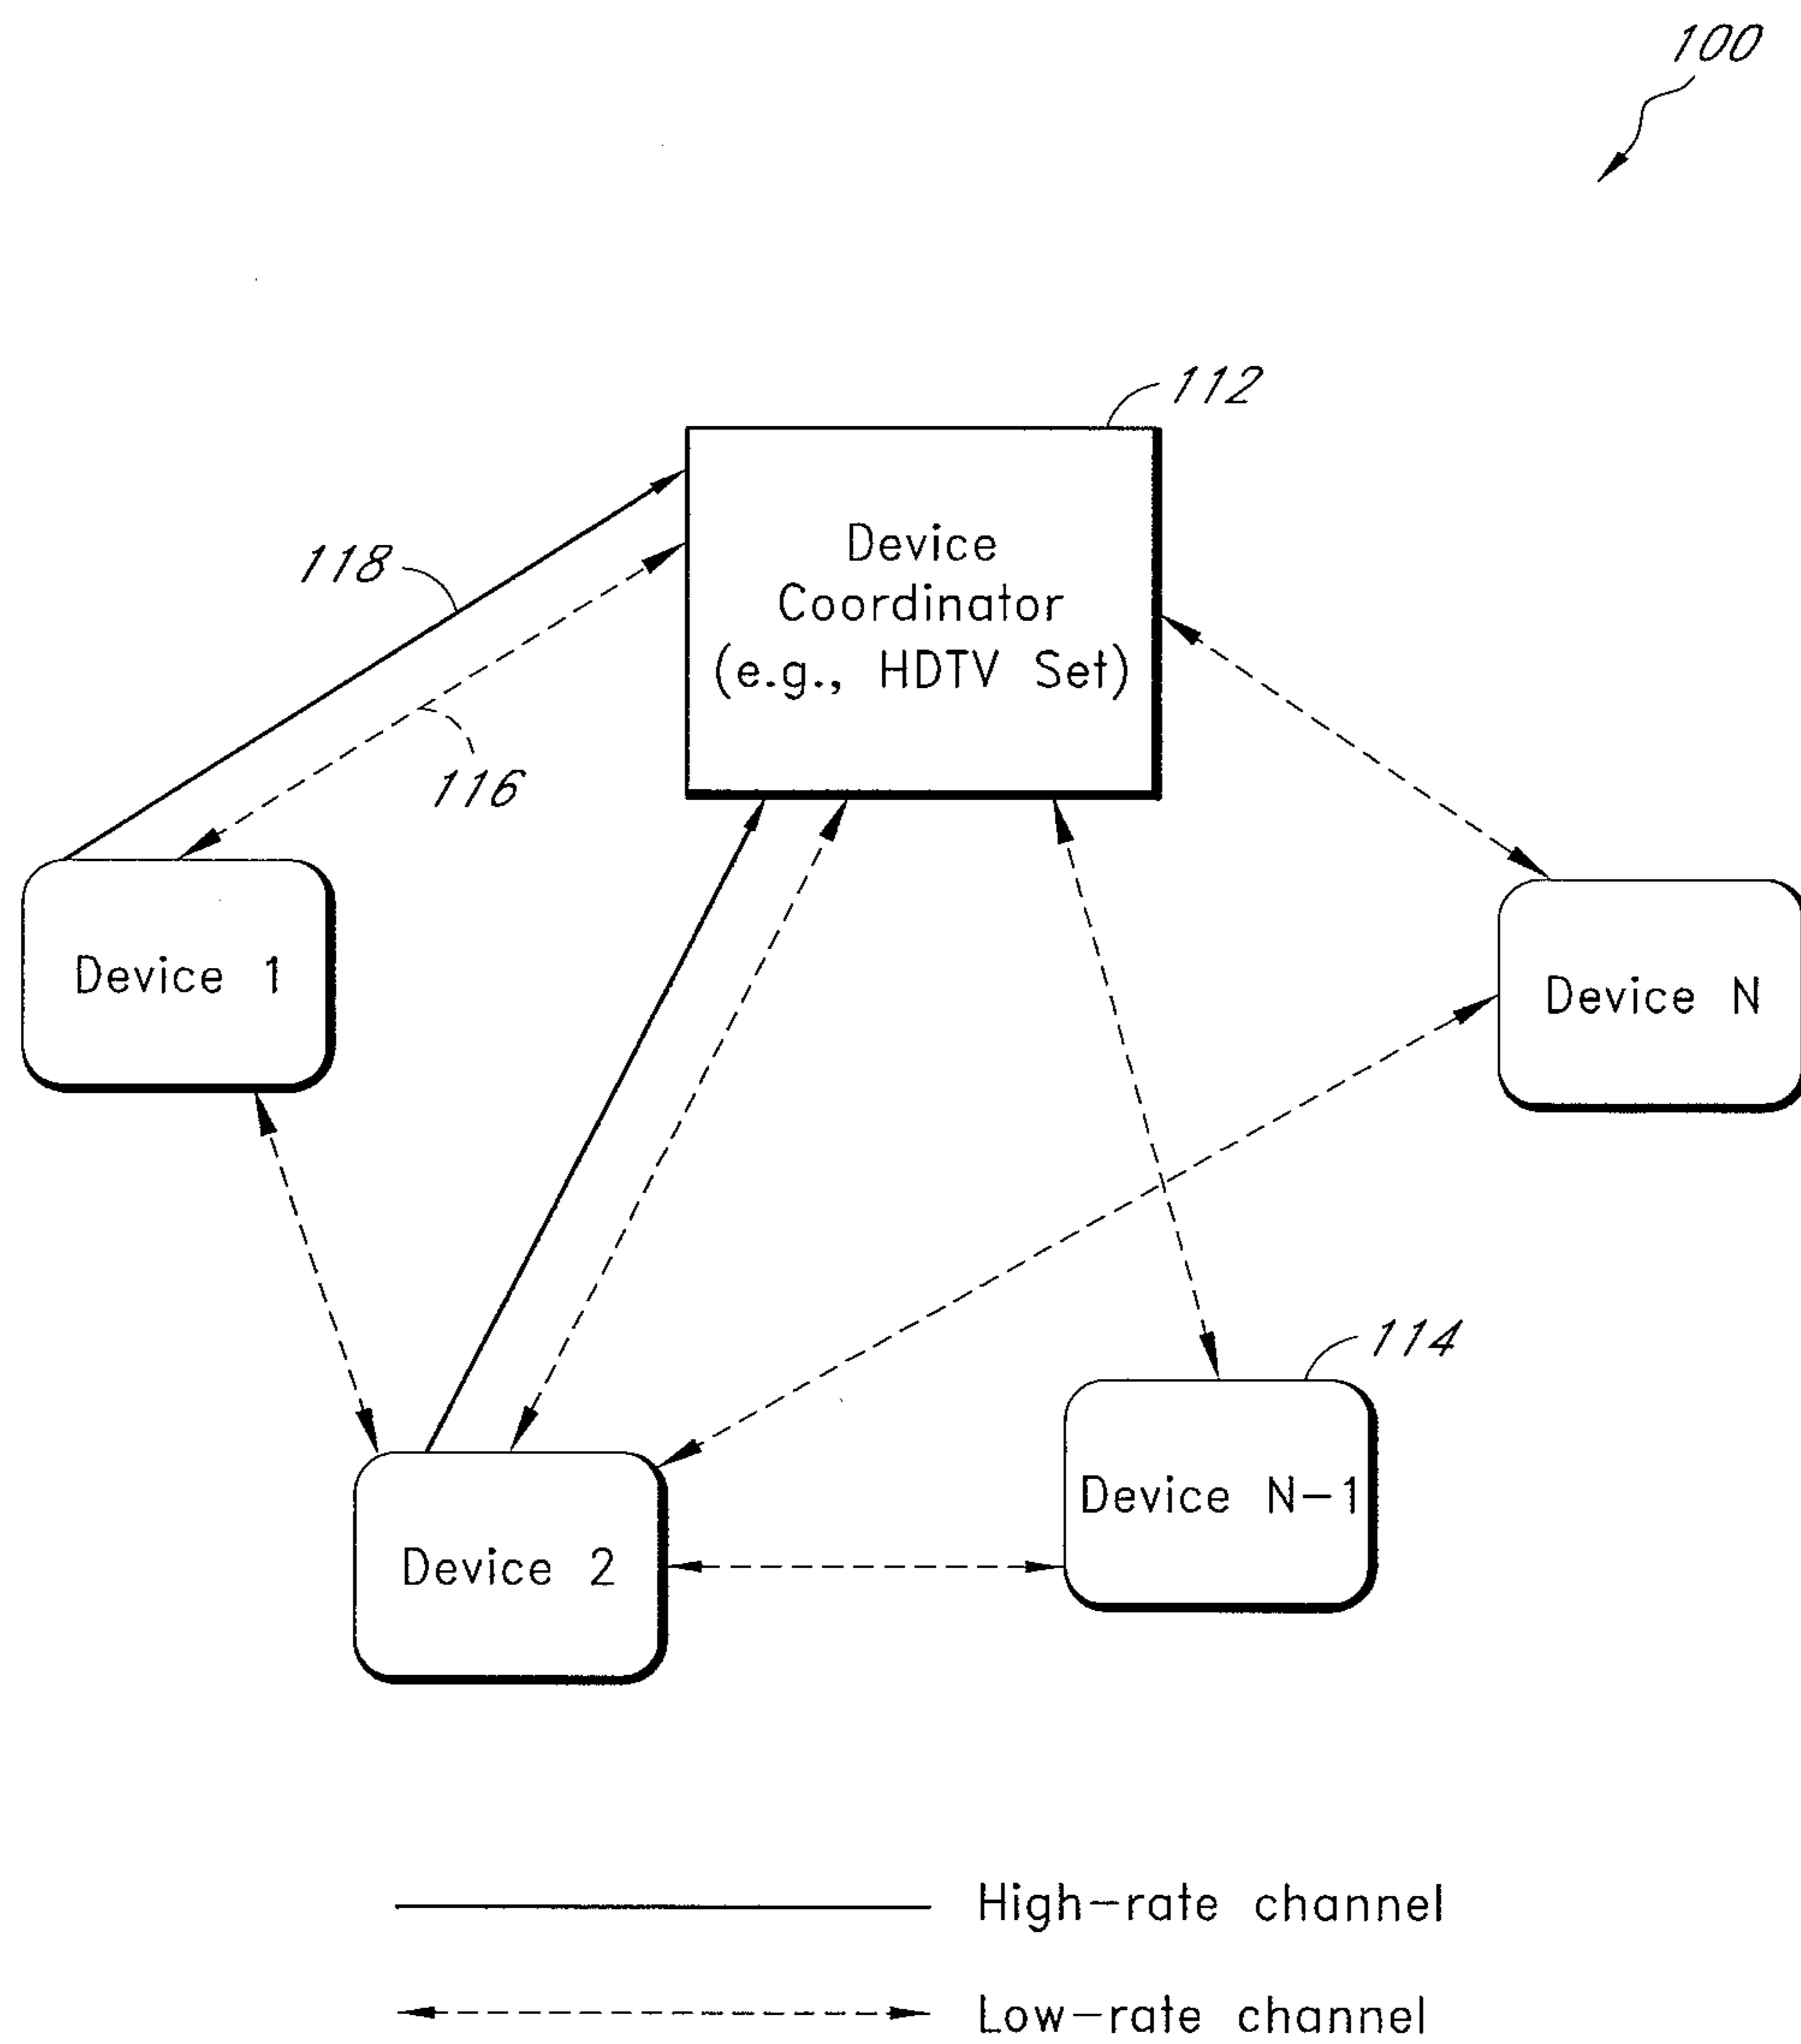 100
112
Device
Coordinator
(e.g., HDTV Set)
118
116
Device 1
Device N
114
Device N-1
Device 2
High-rate channel
Low-rate channel